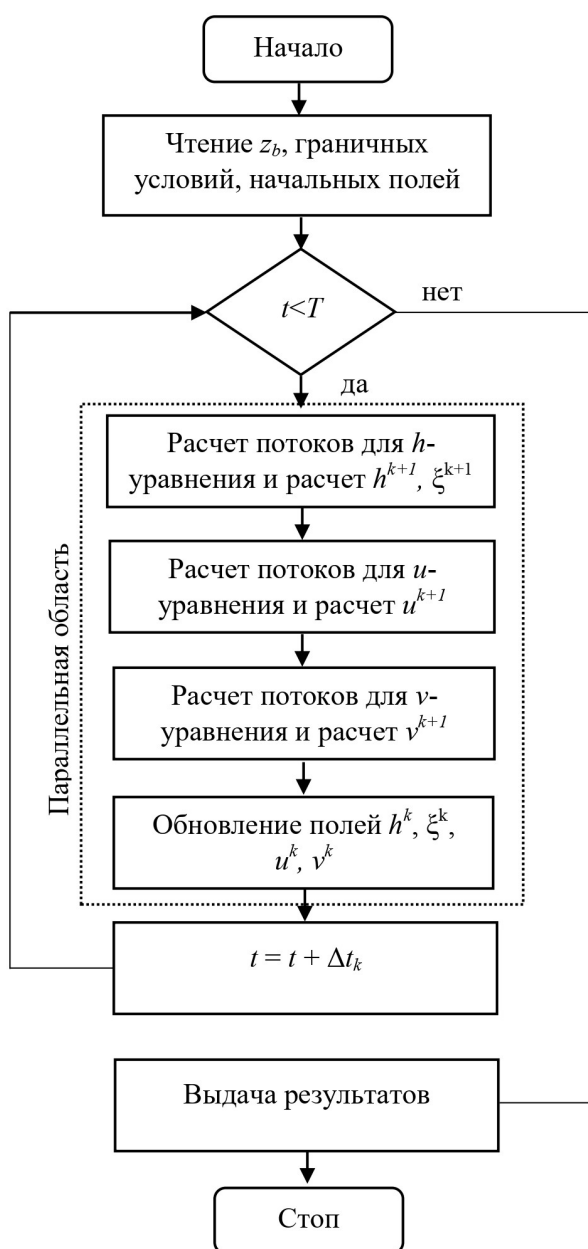 Начало
Чтение z_b, граничных
условий, начальных полей
t<T
нет
да
Параллельная область
Расчет потоков для h-
уравнения и расчет h^{k+1}, ξ^{k+1}
Расчет потоков для u-
уравнения и расчет u^{k+1}
Расчет потоков для v-
уравнения и расчет v^{k+1}
Обновление полей h^k, ξ^k,
u^k, v^k
t = t + Δt_k
Выдача результатов
Стоп